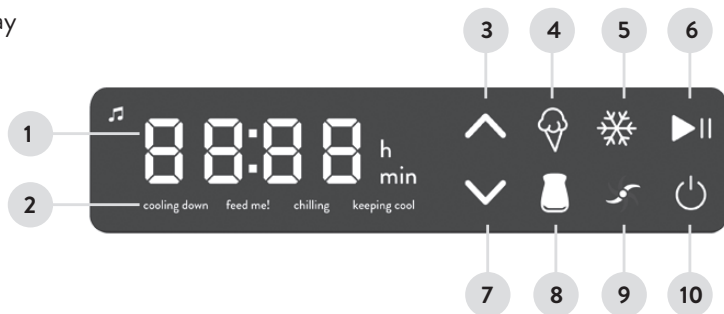 ay
3 4 5 6
1
88:88 h
min
2
cooling down feed me! chilling keeping cool
7 8 9 10